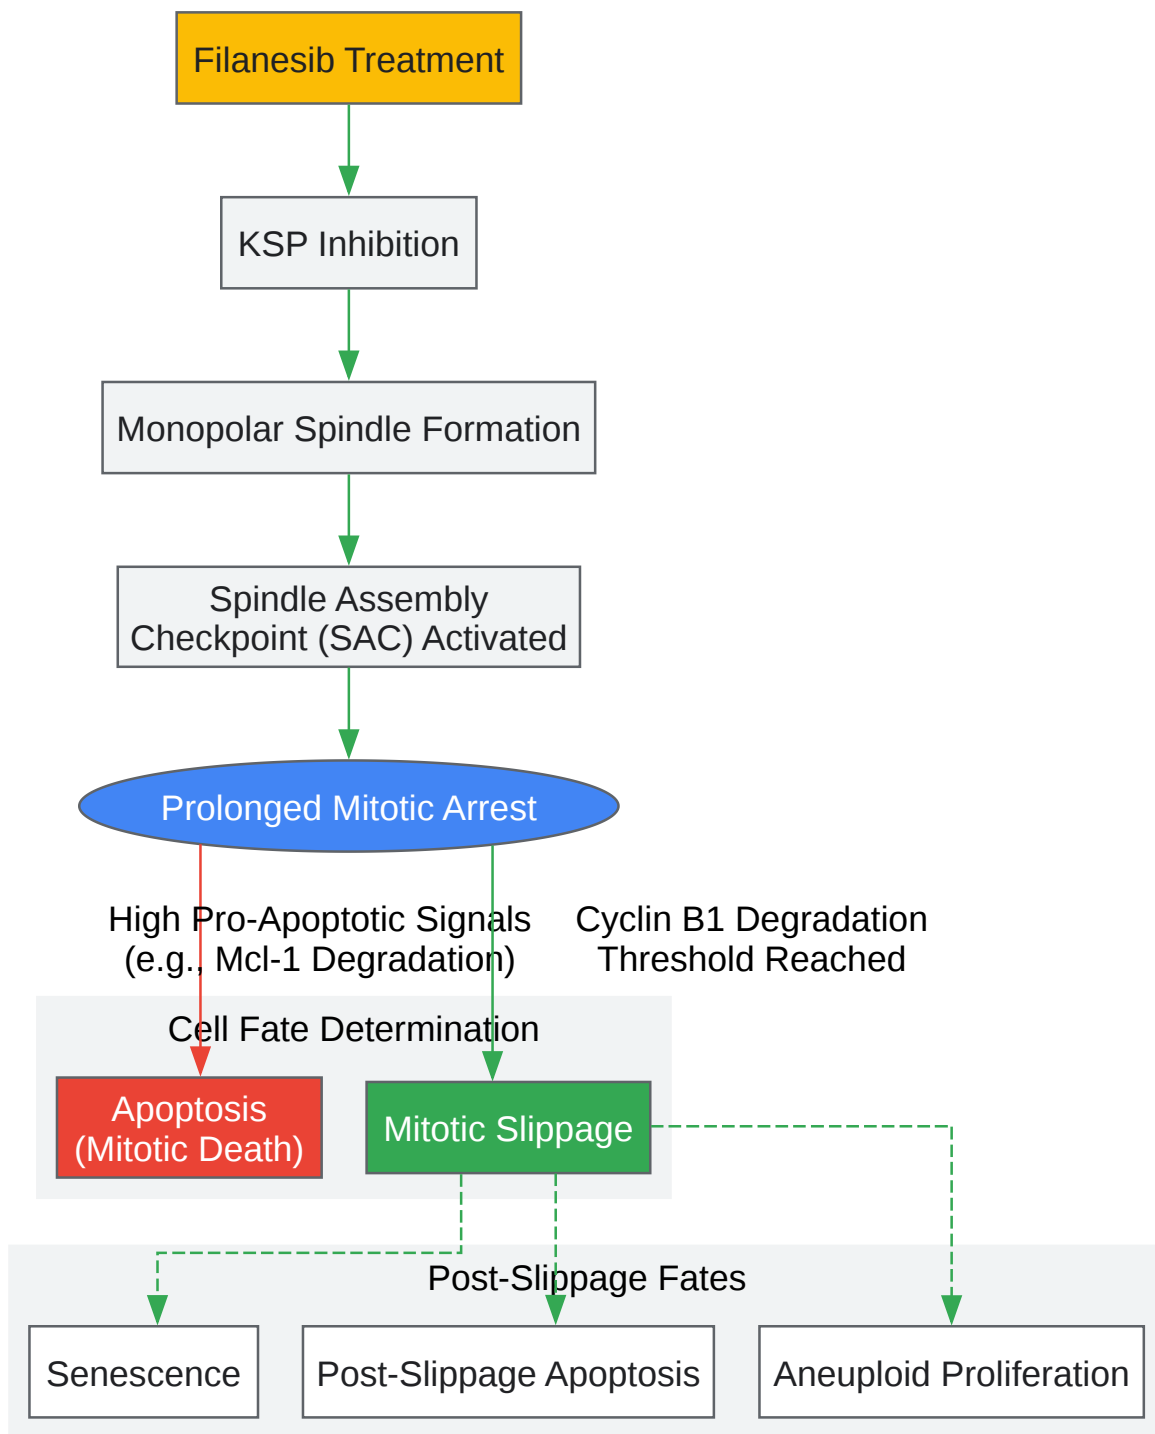 Filanesib Treatment
KSP Inhibition
Monopolar Spindle Formation
Spindle Assembly
Checkpoint (SAC) Activated
Prolonged Mitotic Arrest
High Pro-Apoptotic Signals
(e.g., Mcl-1 Degradation)
Cyclin B1 Degradation
Threshold Reached
Cell Fate Determination
Apoptosis
(Mitotic Death)
Mitotic Slippage
Post-Slippage Fates
Senescence
Post-Slippage Apoptosis
Aneuploid Proliferation